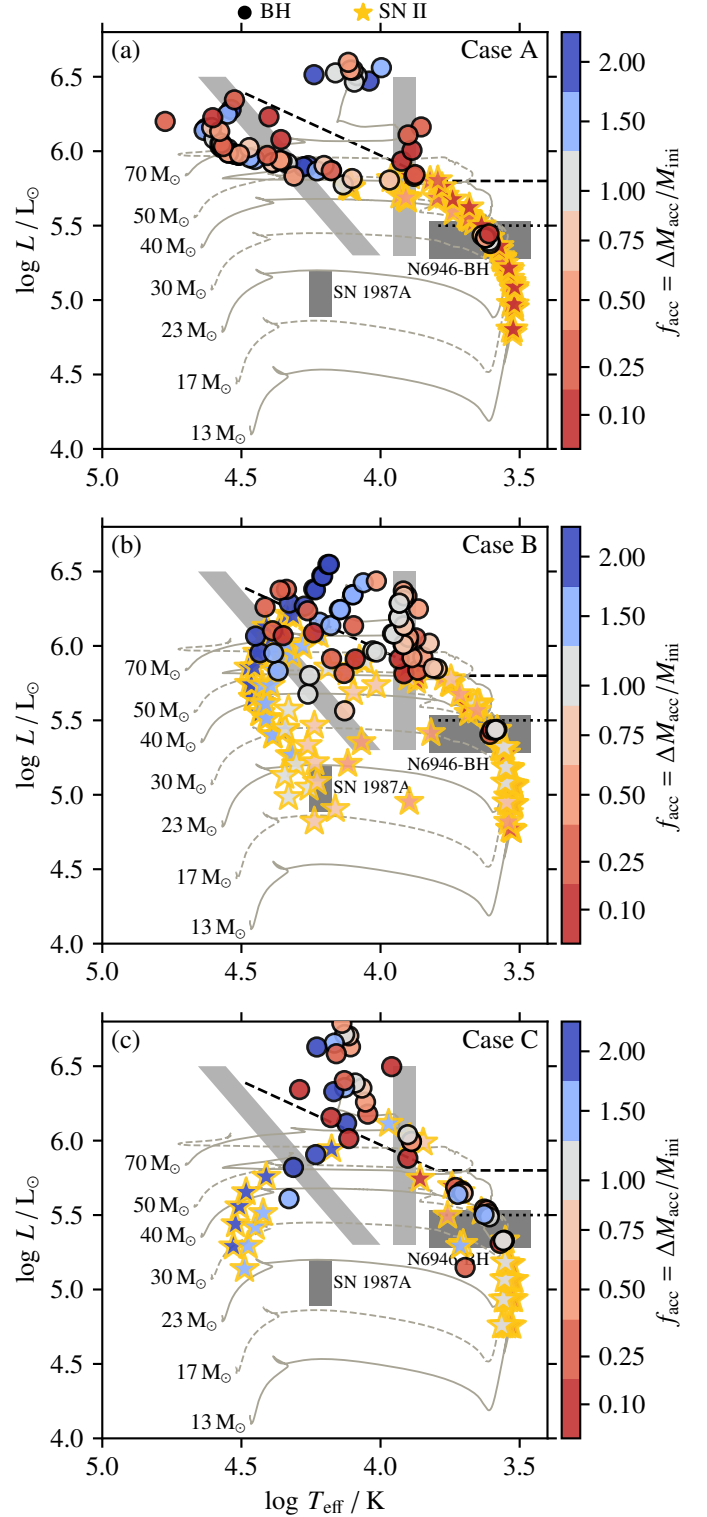 BH SN II
(a) Case A
6.5
6.0
5.5
5.0
4.5
4.0
log L / L⊙
70 M⊙
50 M⊙
40 M⊙
30 M⊙
23 M⊙
17 M⊙
13 M⊙
N6946-BH
SN 1987A
5.0 4.5 4.0 3.5
2.00
1.50
1.00
0.75
0.50
0.25
0.10
f_acc = ΔM_acc/M_ini
(b) Case B
6.5
6.0
5.5
5.0
4.5
4.0
log L / L⊙
70 M⊙
50 M⊙
40 M⊙
30 M⊙
23 M⊙
17 M⊙
13 M⊙
N6946-BH
SN 1987A
5.0 4.5 4.0 3.5
2.00
1.50
1.00
0.75
0.50
0.25
0.10
f_acc = ΔM_acc/M_ini
(c) Case C
6.5
6.0
5.5
5.0
4.5
4.0
log L / L⊙
70 M⊙
50 M⊙
40 M⊙
30 M⊙
23 M⊙
17 M⊙
13 M⊙
N6946-BH
SN 1987A
5.0 4.5 4.0 3.5
log T_eff / K
2.00
1.50
1.00
0.75
0.50
0.25
0.10
f_acc = ΔM_acc/M_ini